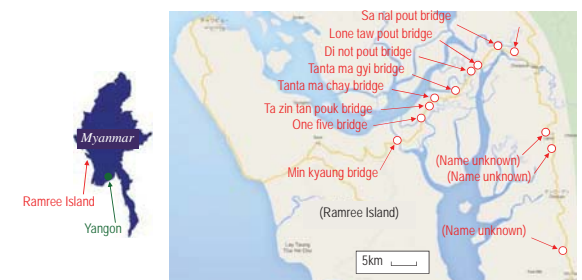 Myanmar
Ramree Island
Yangon
Sa nal pout bridge
Lone taw pout bridge
Di not pout bridge
Tanta ma gyi bridge
Tanta ma chay bridge
Ta zin tan pouk bridge
One five bridge
Min kyaung bridge
(Name unknown)
(Name unknown)
(Ramree Island)
(Name unknown)
5km